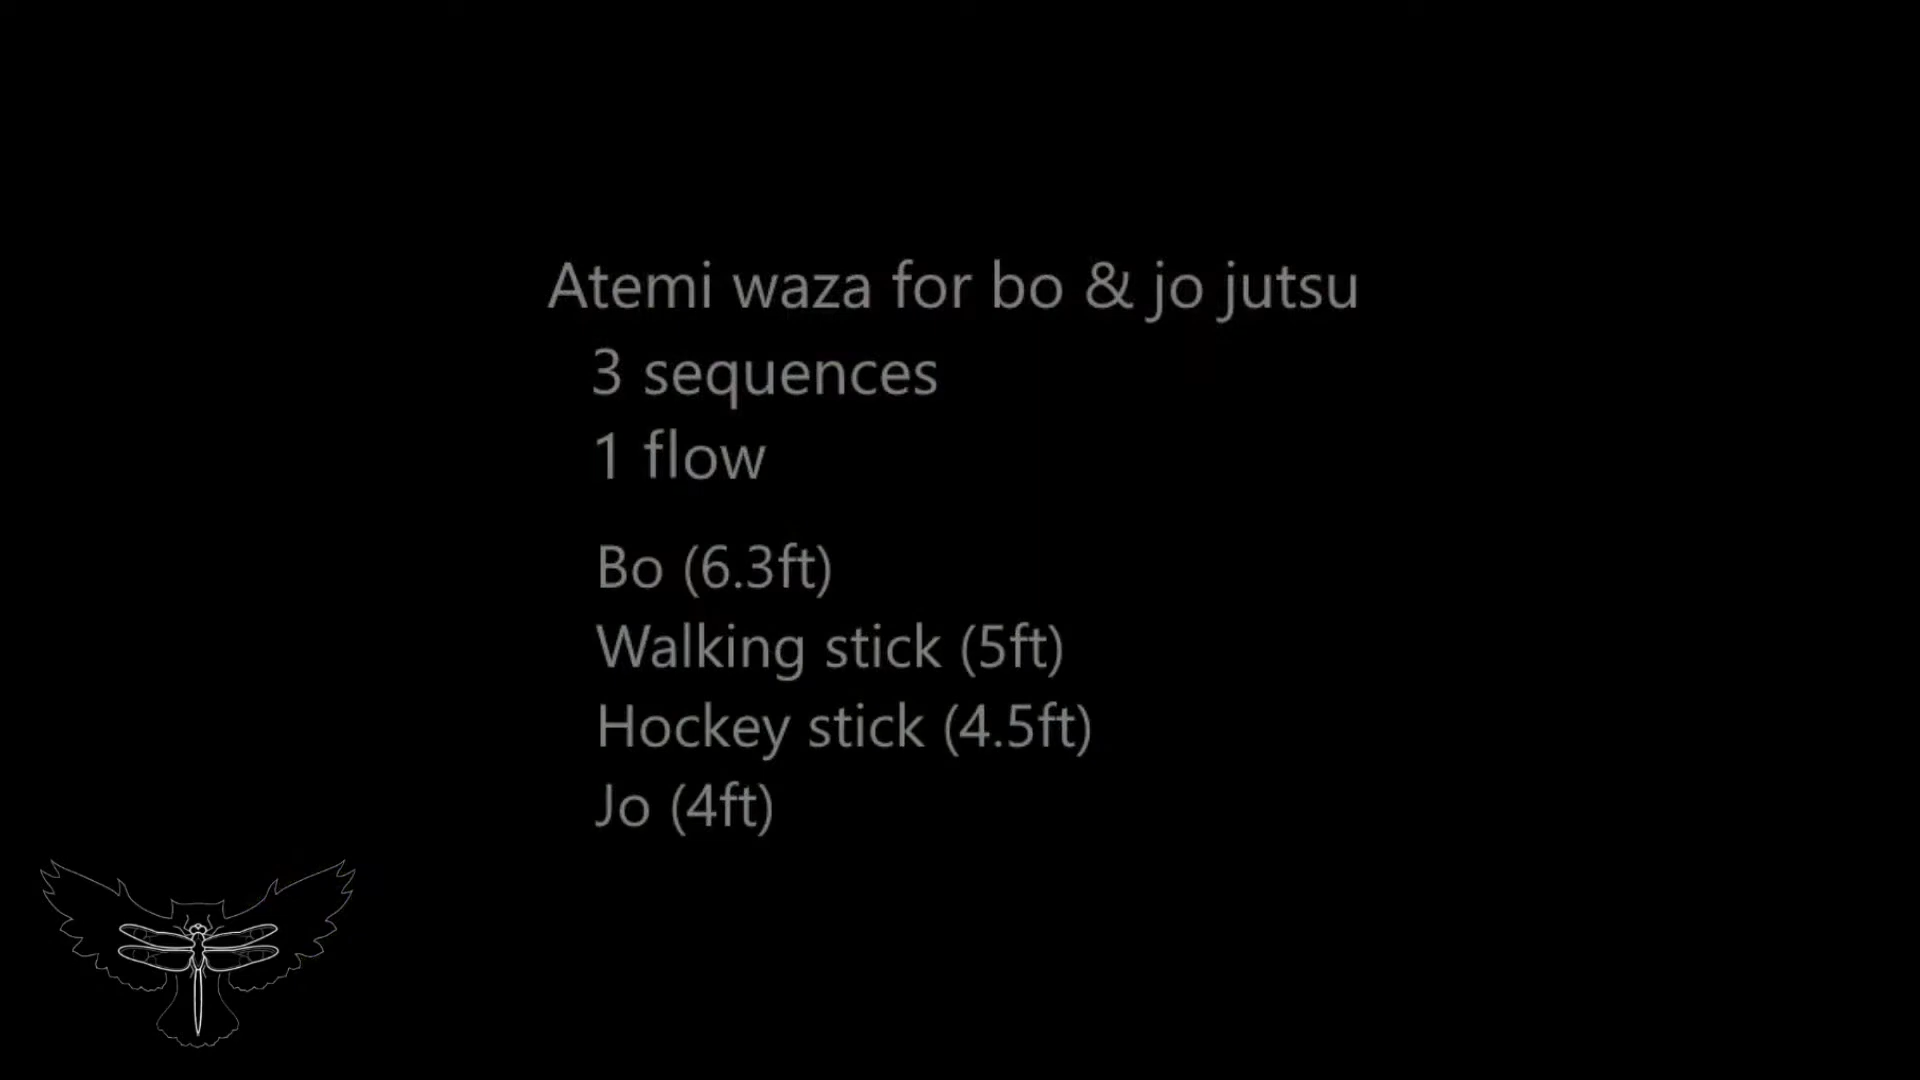 Atemi waza for bo & jo jutsu
3 sequences
1 flow
Bo (6.3ft)
Walking stick (5ft)
Hockey stick (4.5ft)
Jo (4ft)